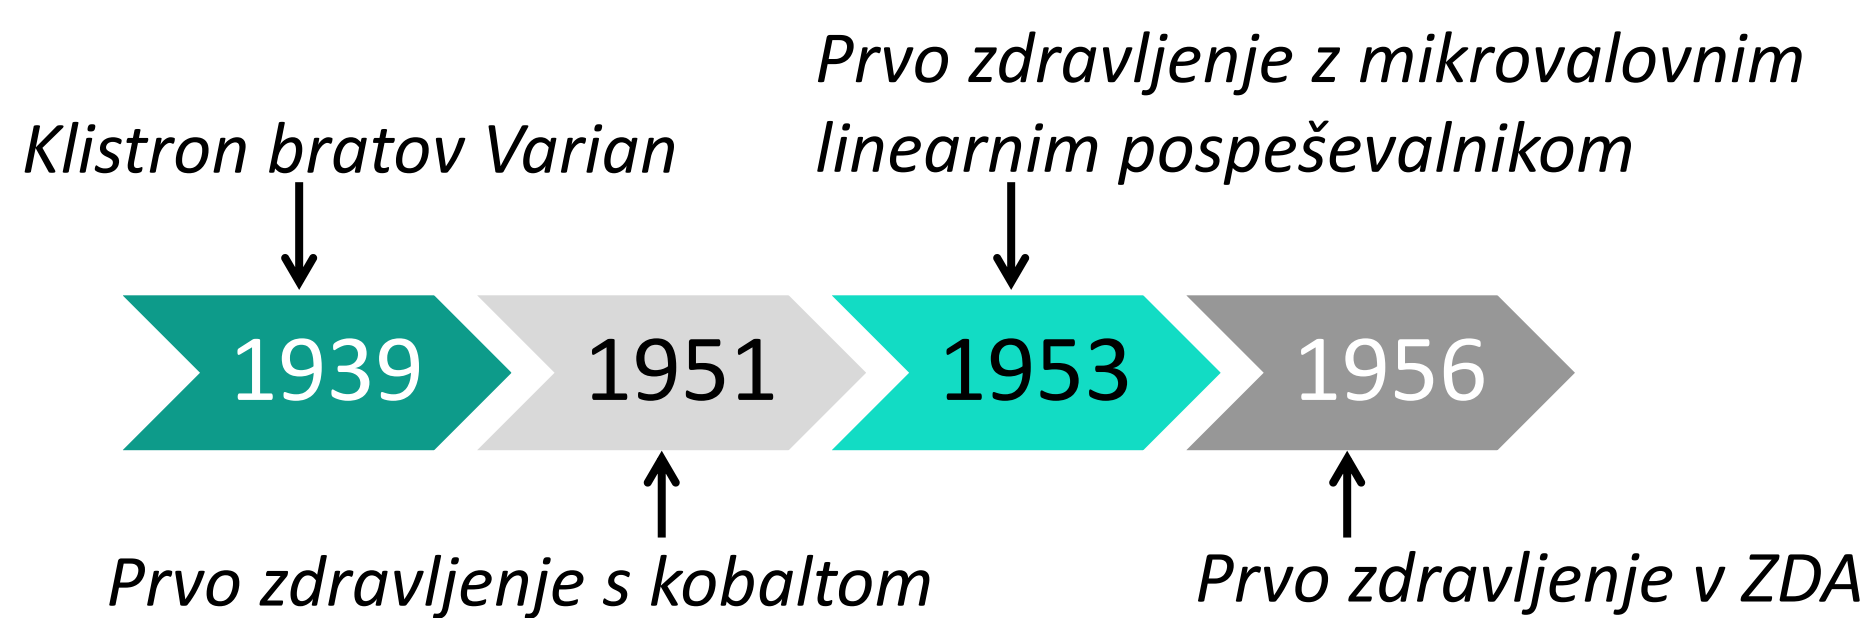 Prvo zdravljenje z mikrovalovnim
linearnim pospeševalnikom
Klistron bratov Varian
1939
1951
1953
1956
Prvo zdravljenje s kobaltom
Prvo zdravljenje v ZDA